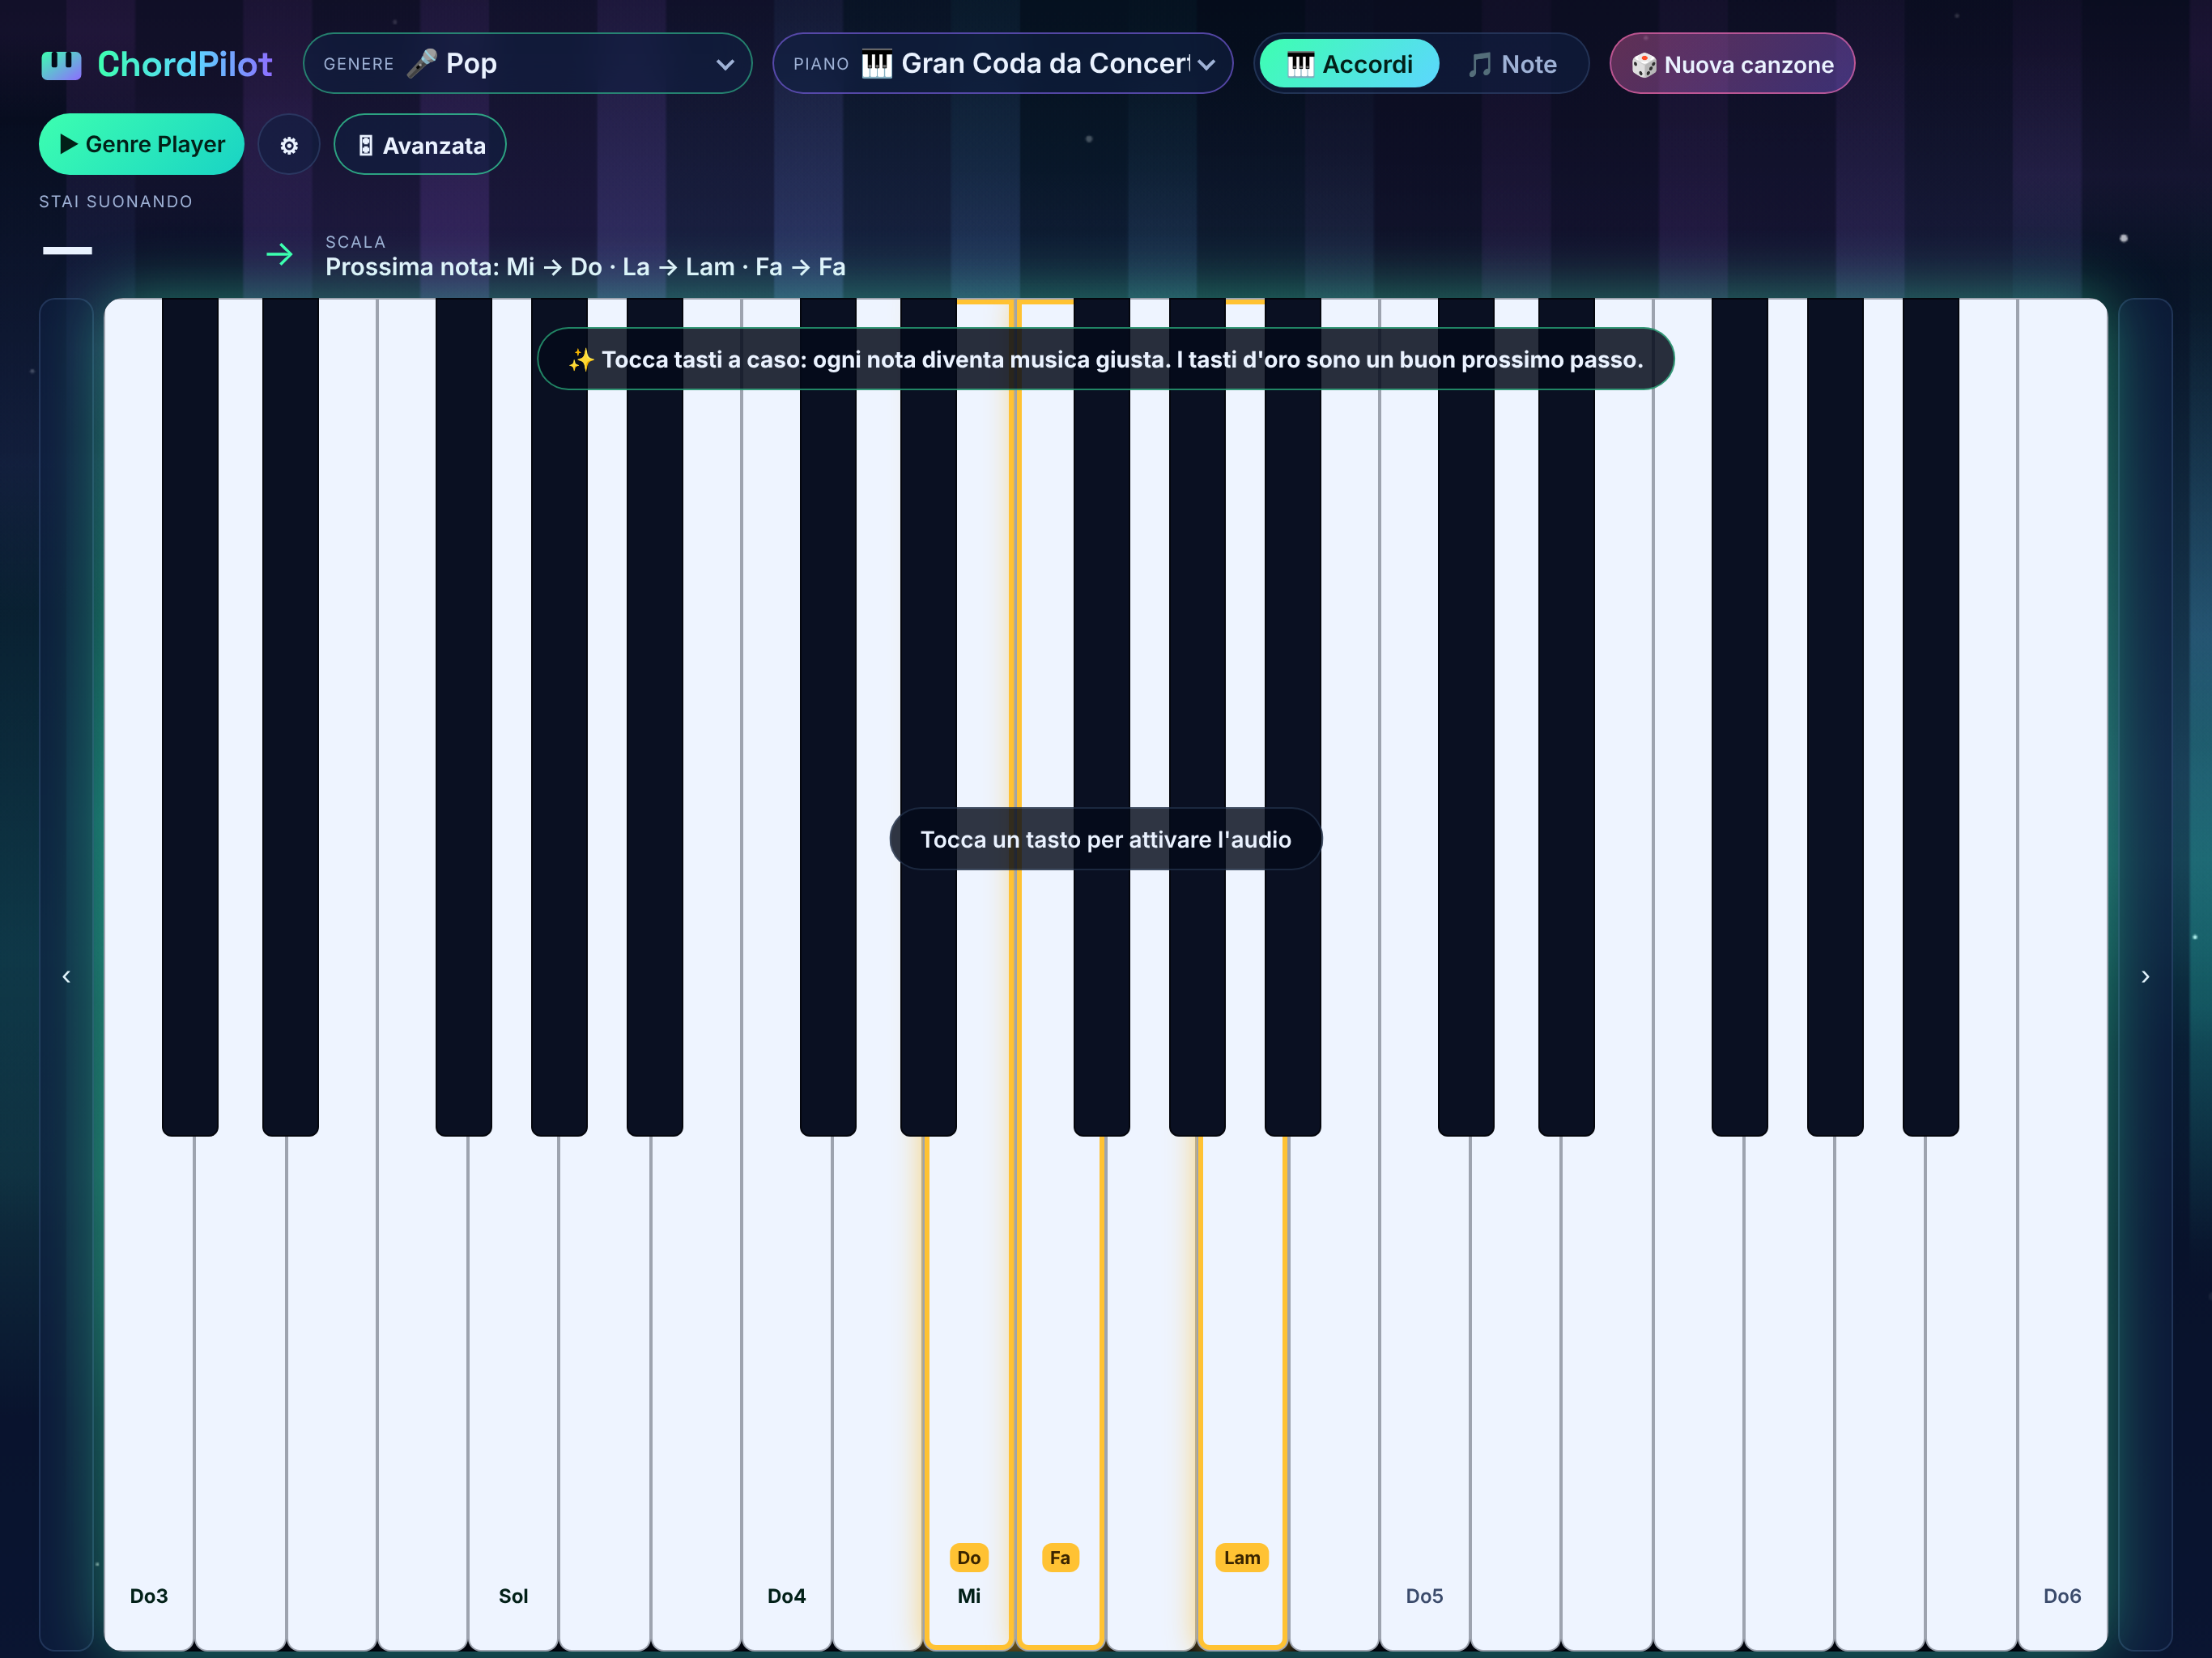 ChordPilot
GENERE 🎤 Pop
PIANO 🎹 Gran Coda da Concert
🎹 Accordi
🎵 Note
🎲 Nuova canzone
▶ Genre Player
⚙
🎛 Avanzata
STAI SUONANDO
—
→
SCALA
Prossima nota: Mi → Do · La → Lam · Fa → Fa
✨ Tocca tasti a caso: ogni nota diventa musica giusta. I tasti d'oro sono un buon prossimo passo.
Tocca un tasto per attivare l'audio
‹
›
Do Fa Lam
Do3 Sol Do4 Mi Do5 Do6